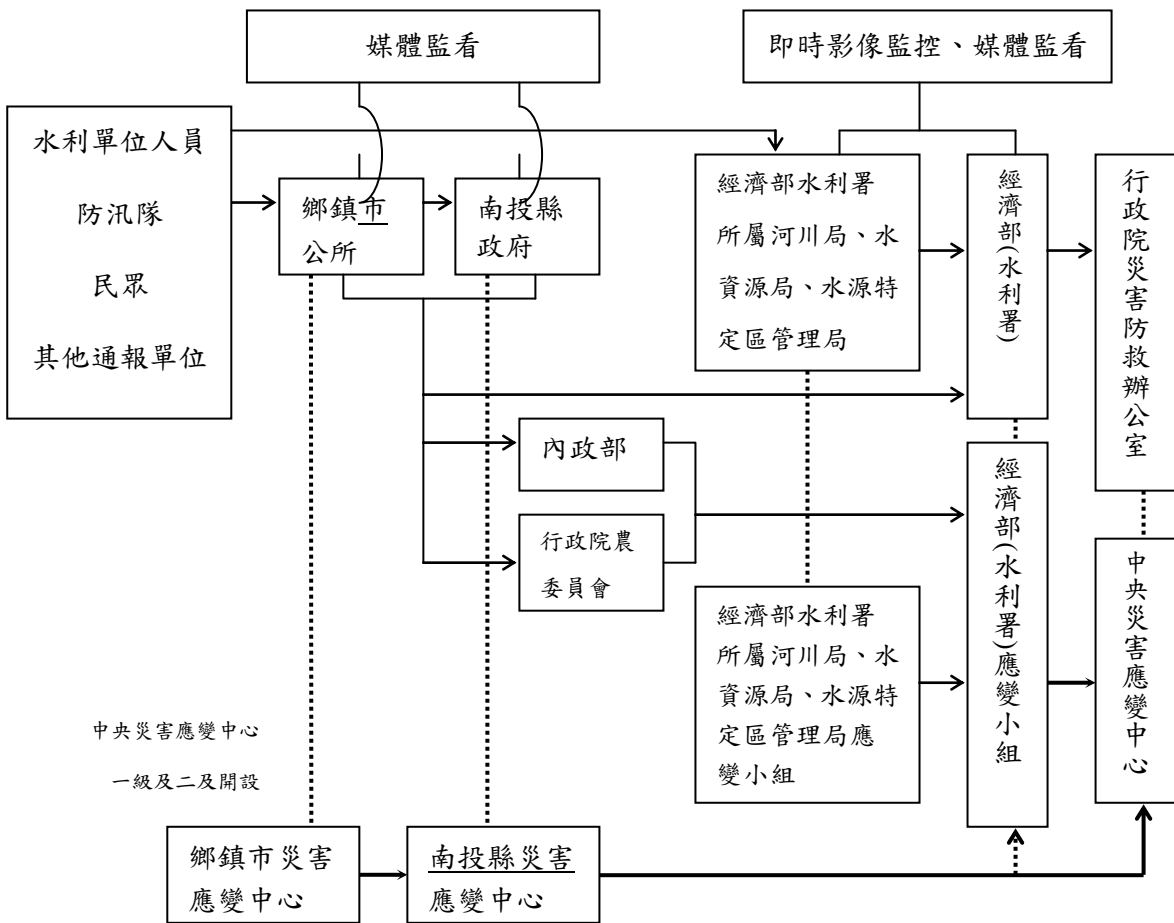 媒體監看
即時影像監控、媒體監看
水利單位人員
防汛隊
民眾
其他通報單位
鄉鎮市
公所
南投縣
政府
經濟部水利署
所屬河川局、水
資源局、水源特
定區管理局
經濟部(水利署)
行政院災害防救辦公室
內政部
行政院農
委員會
經濟部水利署
所屬河川局、水
資源局、水源特
定區管理局應
變小組
經濟部(水利署)應變小組
中央災害應變中心
中央災害應變中心
一級及二及開設
鄉鎮市災害
應變中心
南投縣災害
應變中心